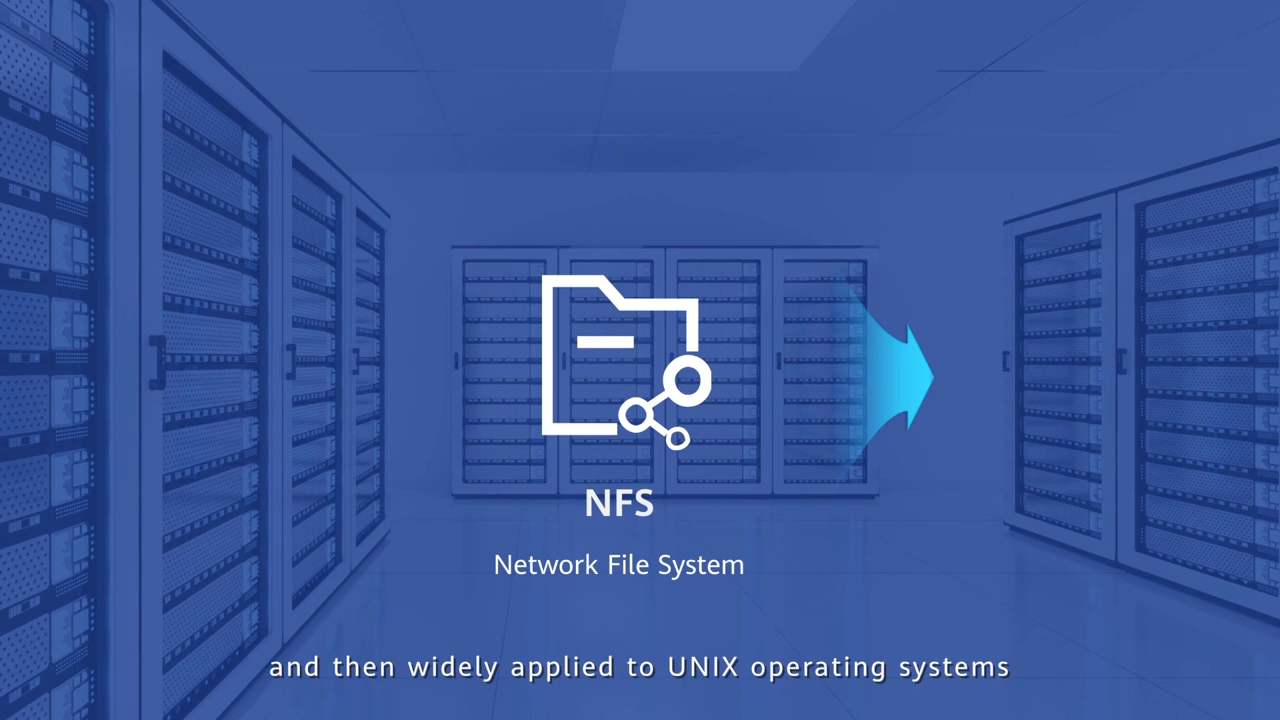 NFS
Network File System
and then widely applied to UNIX operating systems